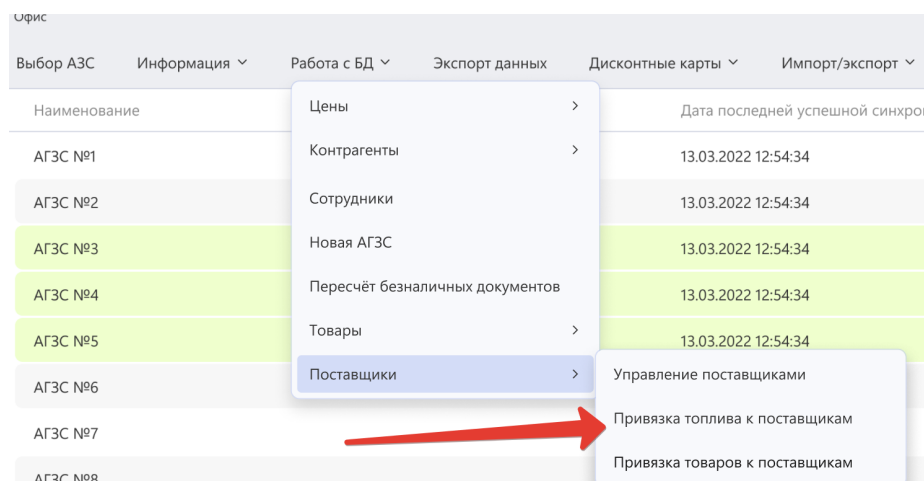 Офис
Выбор АЗС Информация Работа с БД Экспорт данных Дисконтные карты Импорт/экспорт
Наименование Дата последней успешной
АГЗС №1 13.03.2022 12:54:34
АГЗС №2 13.03.2022 12:54:34
АГЗС №3 13.03.2022 12:54:34
АГЗС №4 13.03.2022 12:54:34
АГЗС №5 13.03.2022 12:54:34
АГЗС №6
АГЗС №7
АГЗС №8
Цены
Контрагенты
Сотрудники
Новая АГЗС
Пересчёт безналичных документов
Товары
Поставщики
Управление поставщиками
Привязка топлива к поставщикам
Привязка товаров к поставщикам